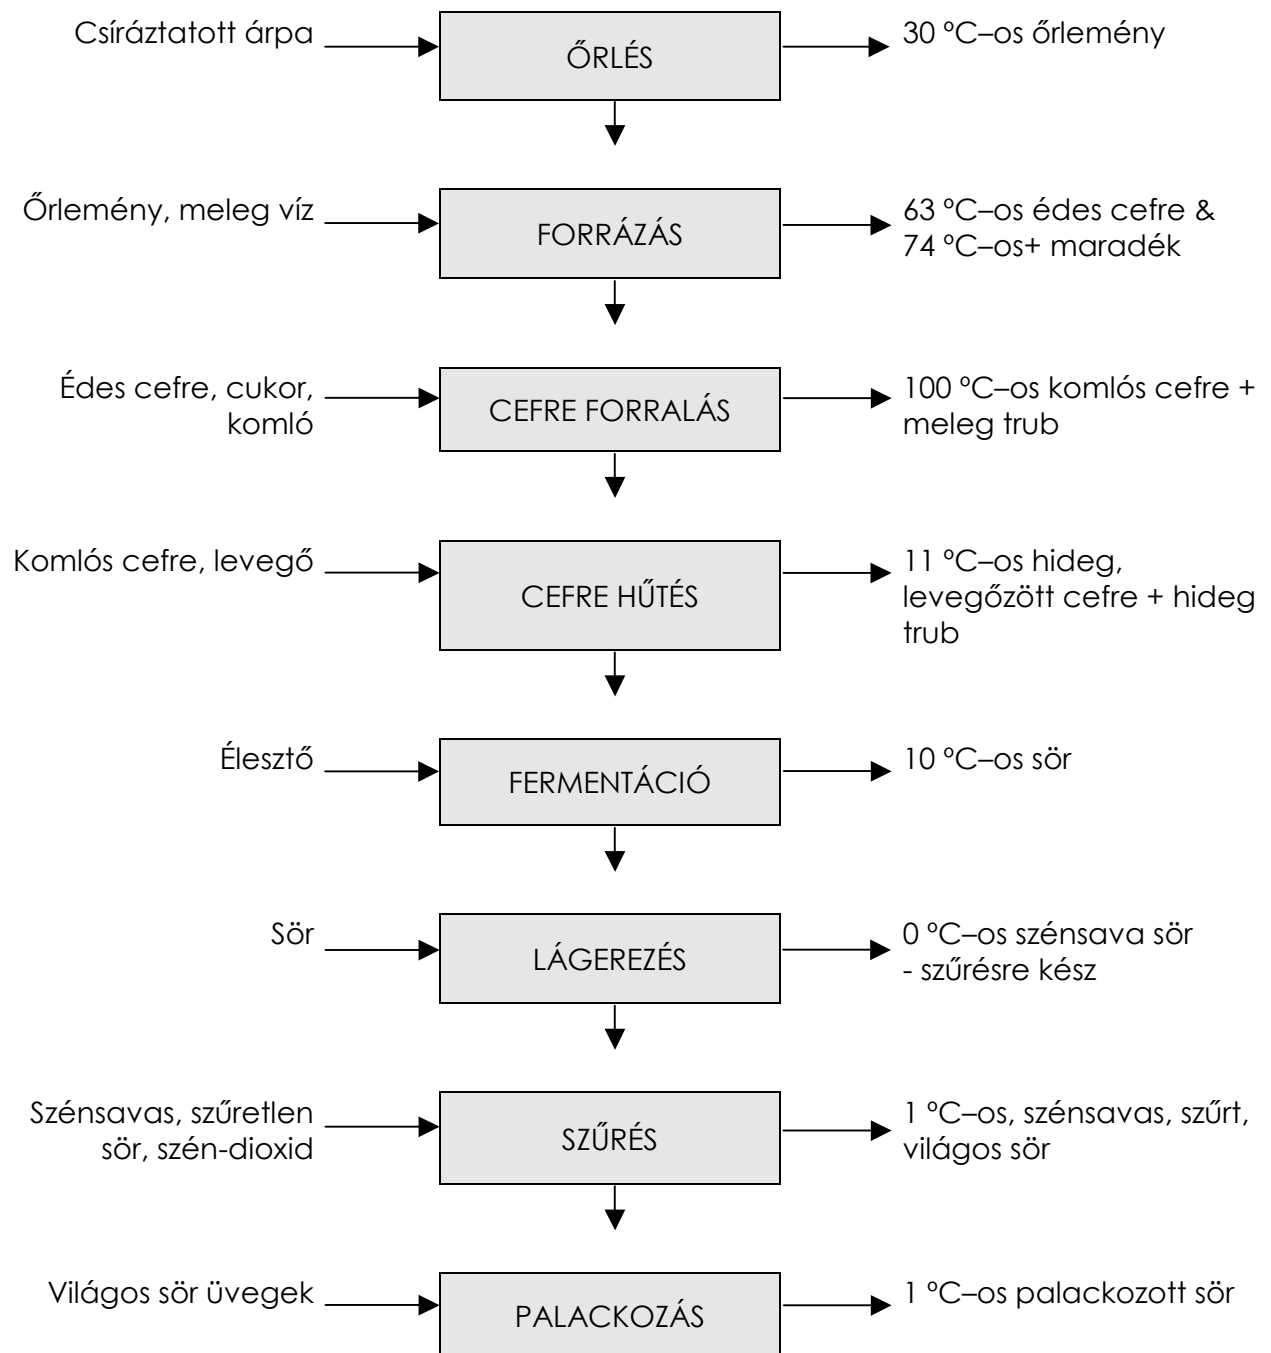 Csíráztatott árpa
ŐRLÉS
30 ºC–os őrlemény
Őrlemény, meleg víz
FORRÁZÁS
63 ºC–os édes cefre &
74 ºC–os+ maradék
Édes cefre, cukor,
komló
CEFRE FORRALÁS
100 ºC–os komlós cefre +
meleg trub
Komlós cefre, levegő
CEFRE HŰTÉS
11 ºC–os hideg,
levegőzött cefre + hideg
trub
Élesztő
FERMENTÁCIÓ
10 ºC–os sör
Sör
LÁGEREZÉS
0 ºC–os szénsava sör
- szűrésre kész
Szénsavas, szűretlen
sör, szén-dioxid
SZŰRÉS
1 ºC–os, szénsavas, szűrt,
világos sör
Világos sör üvegek
PALACKOZÁS
1 ºC–os palackozott sör